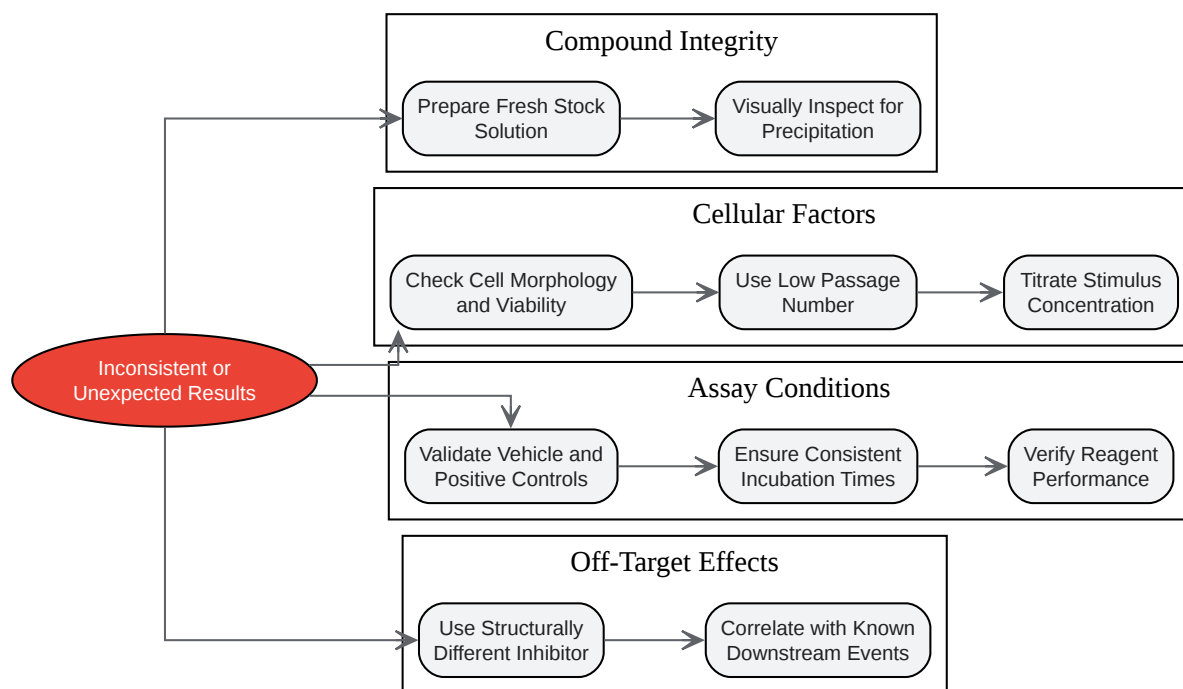 Compound Integrity
Prepare Fresh Stock
Solution
Visually Inspect for
Precipitation
Cellular Factors
Check Cell Morphology
and Viability
Use Low Passage
Number
Titrate Stimulus
Concentration
Inconsistent or
Unexpected Results
Assay Conditions
Validate Vehicle and
Positive Controls
Ensure Consistent
Incubation Times
Verify Reagent
Performance
Off-Target Effects
Use Structurally
Different Inhibitor
Correlate with Known
Downstream Events